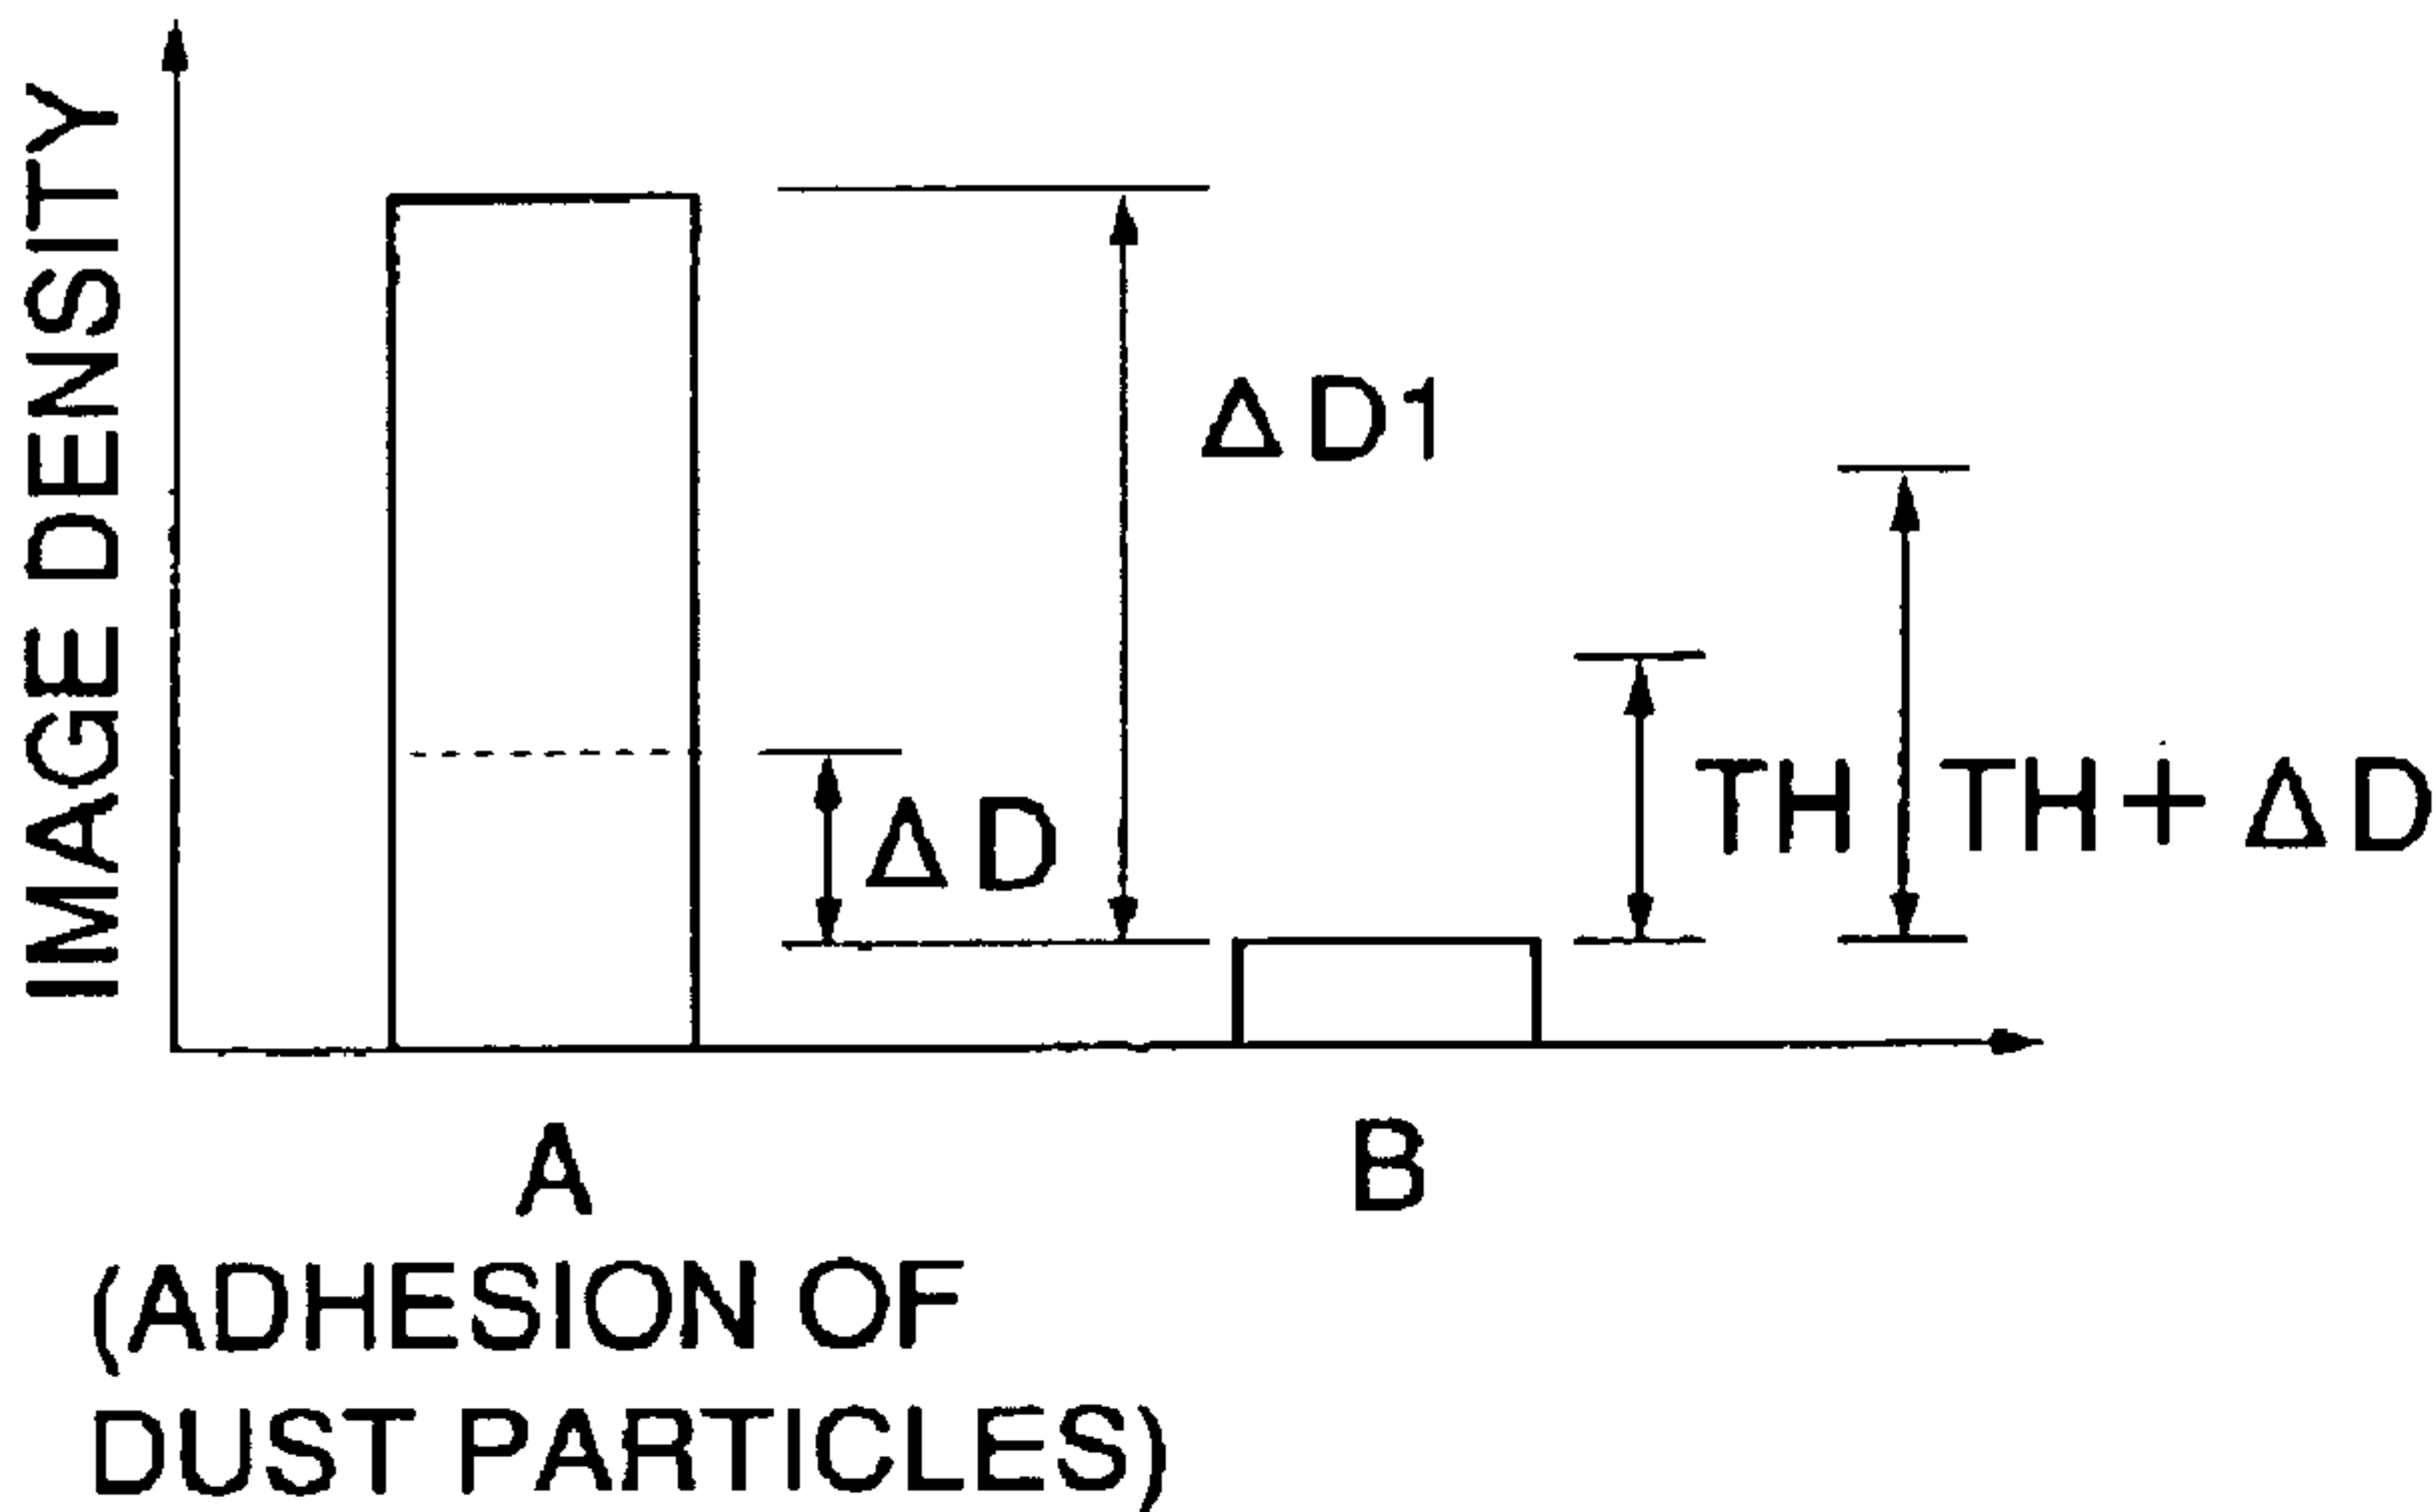 IMAGE DENSITY
ΔD1
ΔD
TH
TH+ΔD
A
B
(ADHESION OF
DUST PARTICLES)